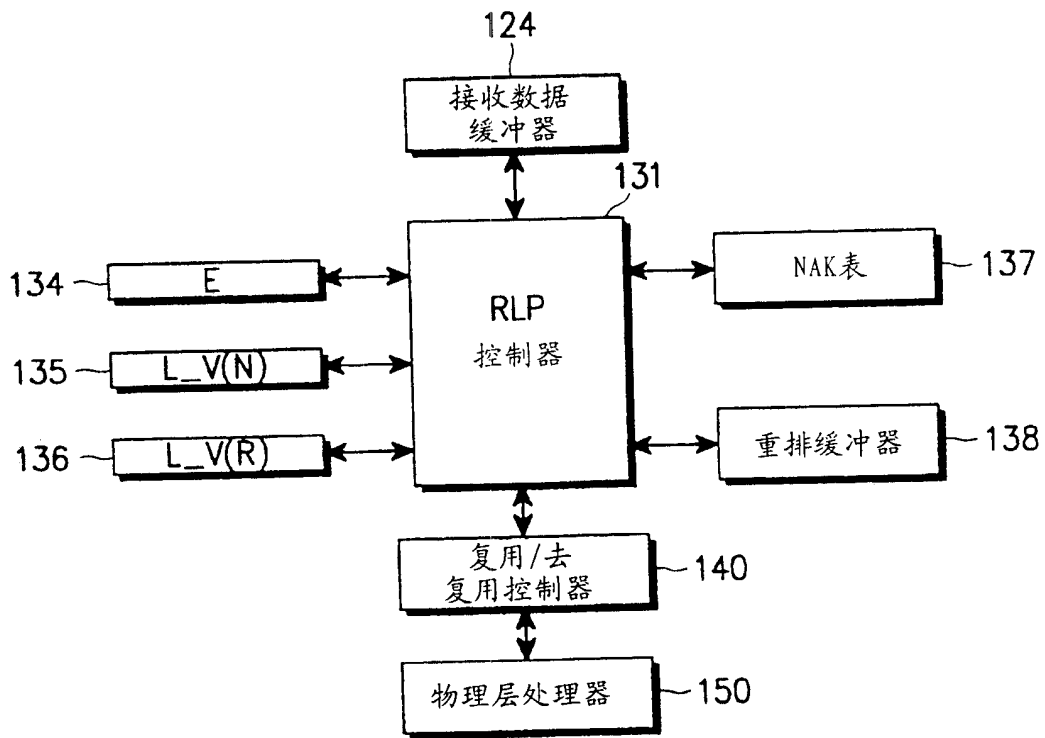 124
接收数据
缓冲器
131
134
E
NAK表
137
RLP
控制器
135
L_V(N)
136
L_V(R)
重排缓冲器
138
复用/去
复用控制器
140
物理层处理器
150